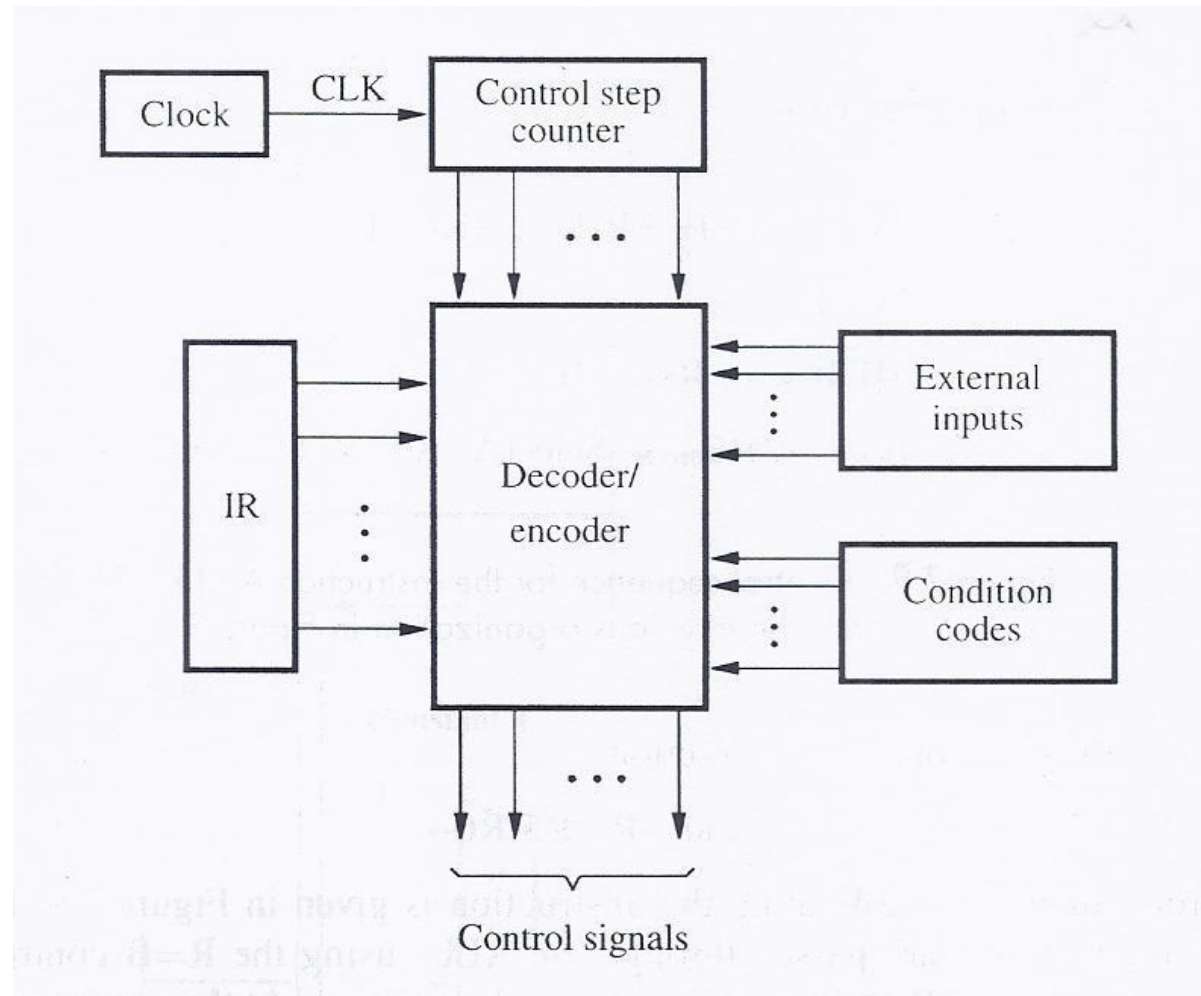 Clock
CLK
Control step
counter
IR
Decoder/
encoder
External
inputs
Condition
codes
Control signals